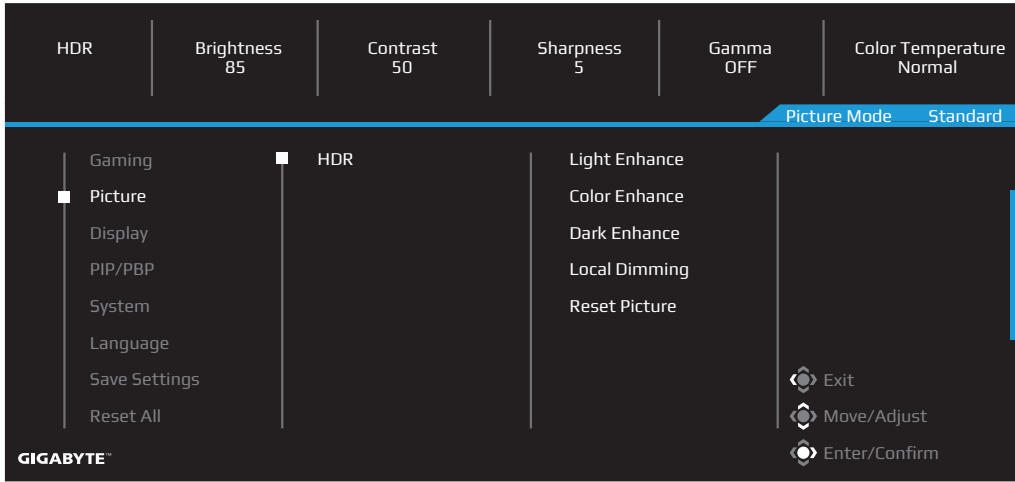 HDR
Brightness
85
Contrast
50
Sharpness
5
Gamma
OFF
Color Temperature
Normal
Picture Mode Standard
Gaming
Picture
Display
PIP/PBP
System
Language
Save Settings
Reset All
HDR
Light Enhance
Color Enhance
Dark Enhance
Local Dimming
Reset Picture
Exit
Move/Adjust
Enter/Confirm
GIGABYTE™